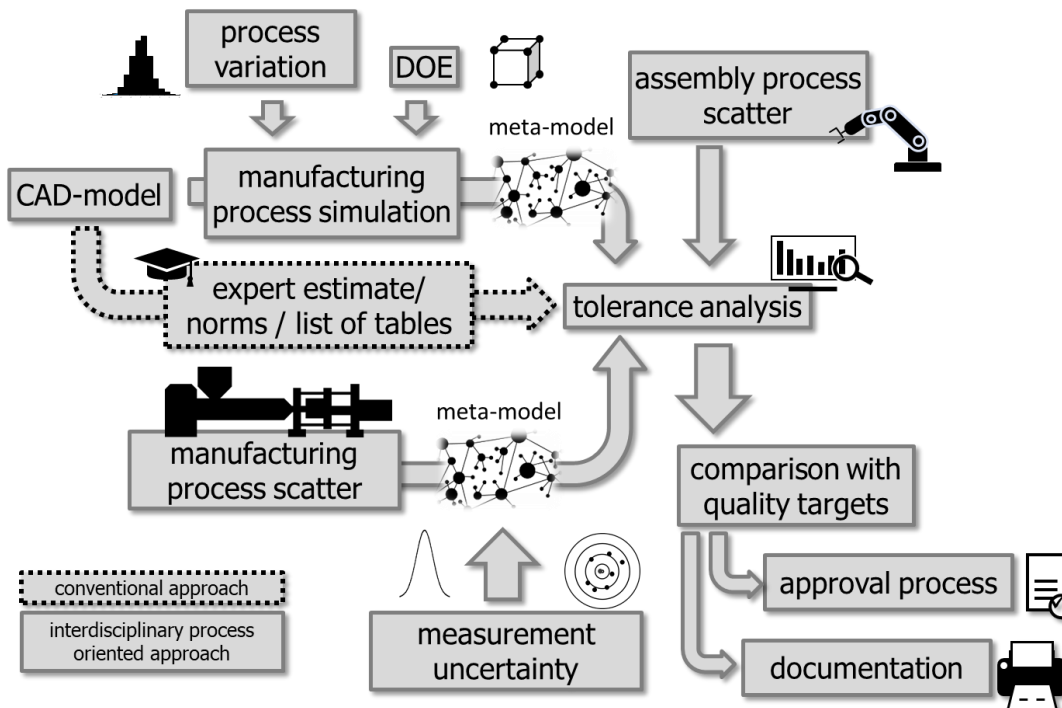 process
variation
DOE
assembly process
scatter
meta-model
CAD-model
manufacturing
process simulation
expert estimate/
norms / list of tables
tolerance analysis
meta-model
manufacturing
process scatter
comparison with
quality targets
conventional approach
approval process
interdisciplinary process
oriented approach
measurement
uncertainty
documentation